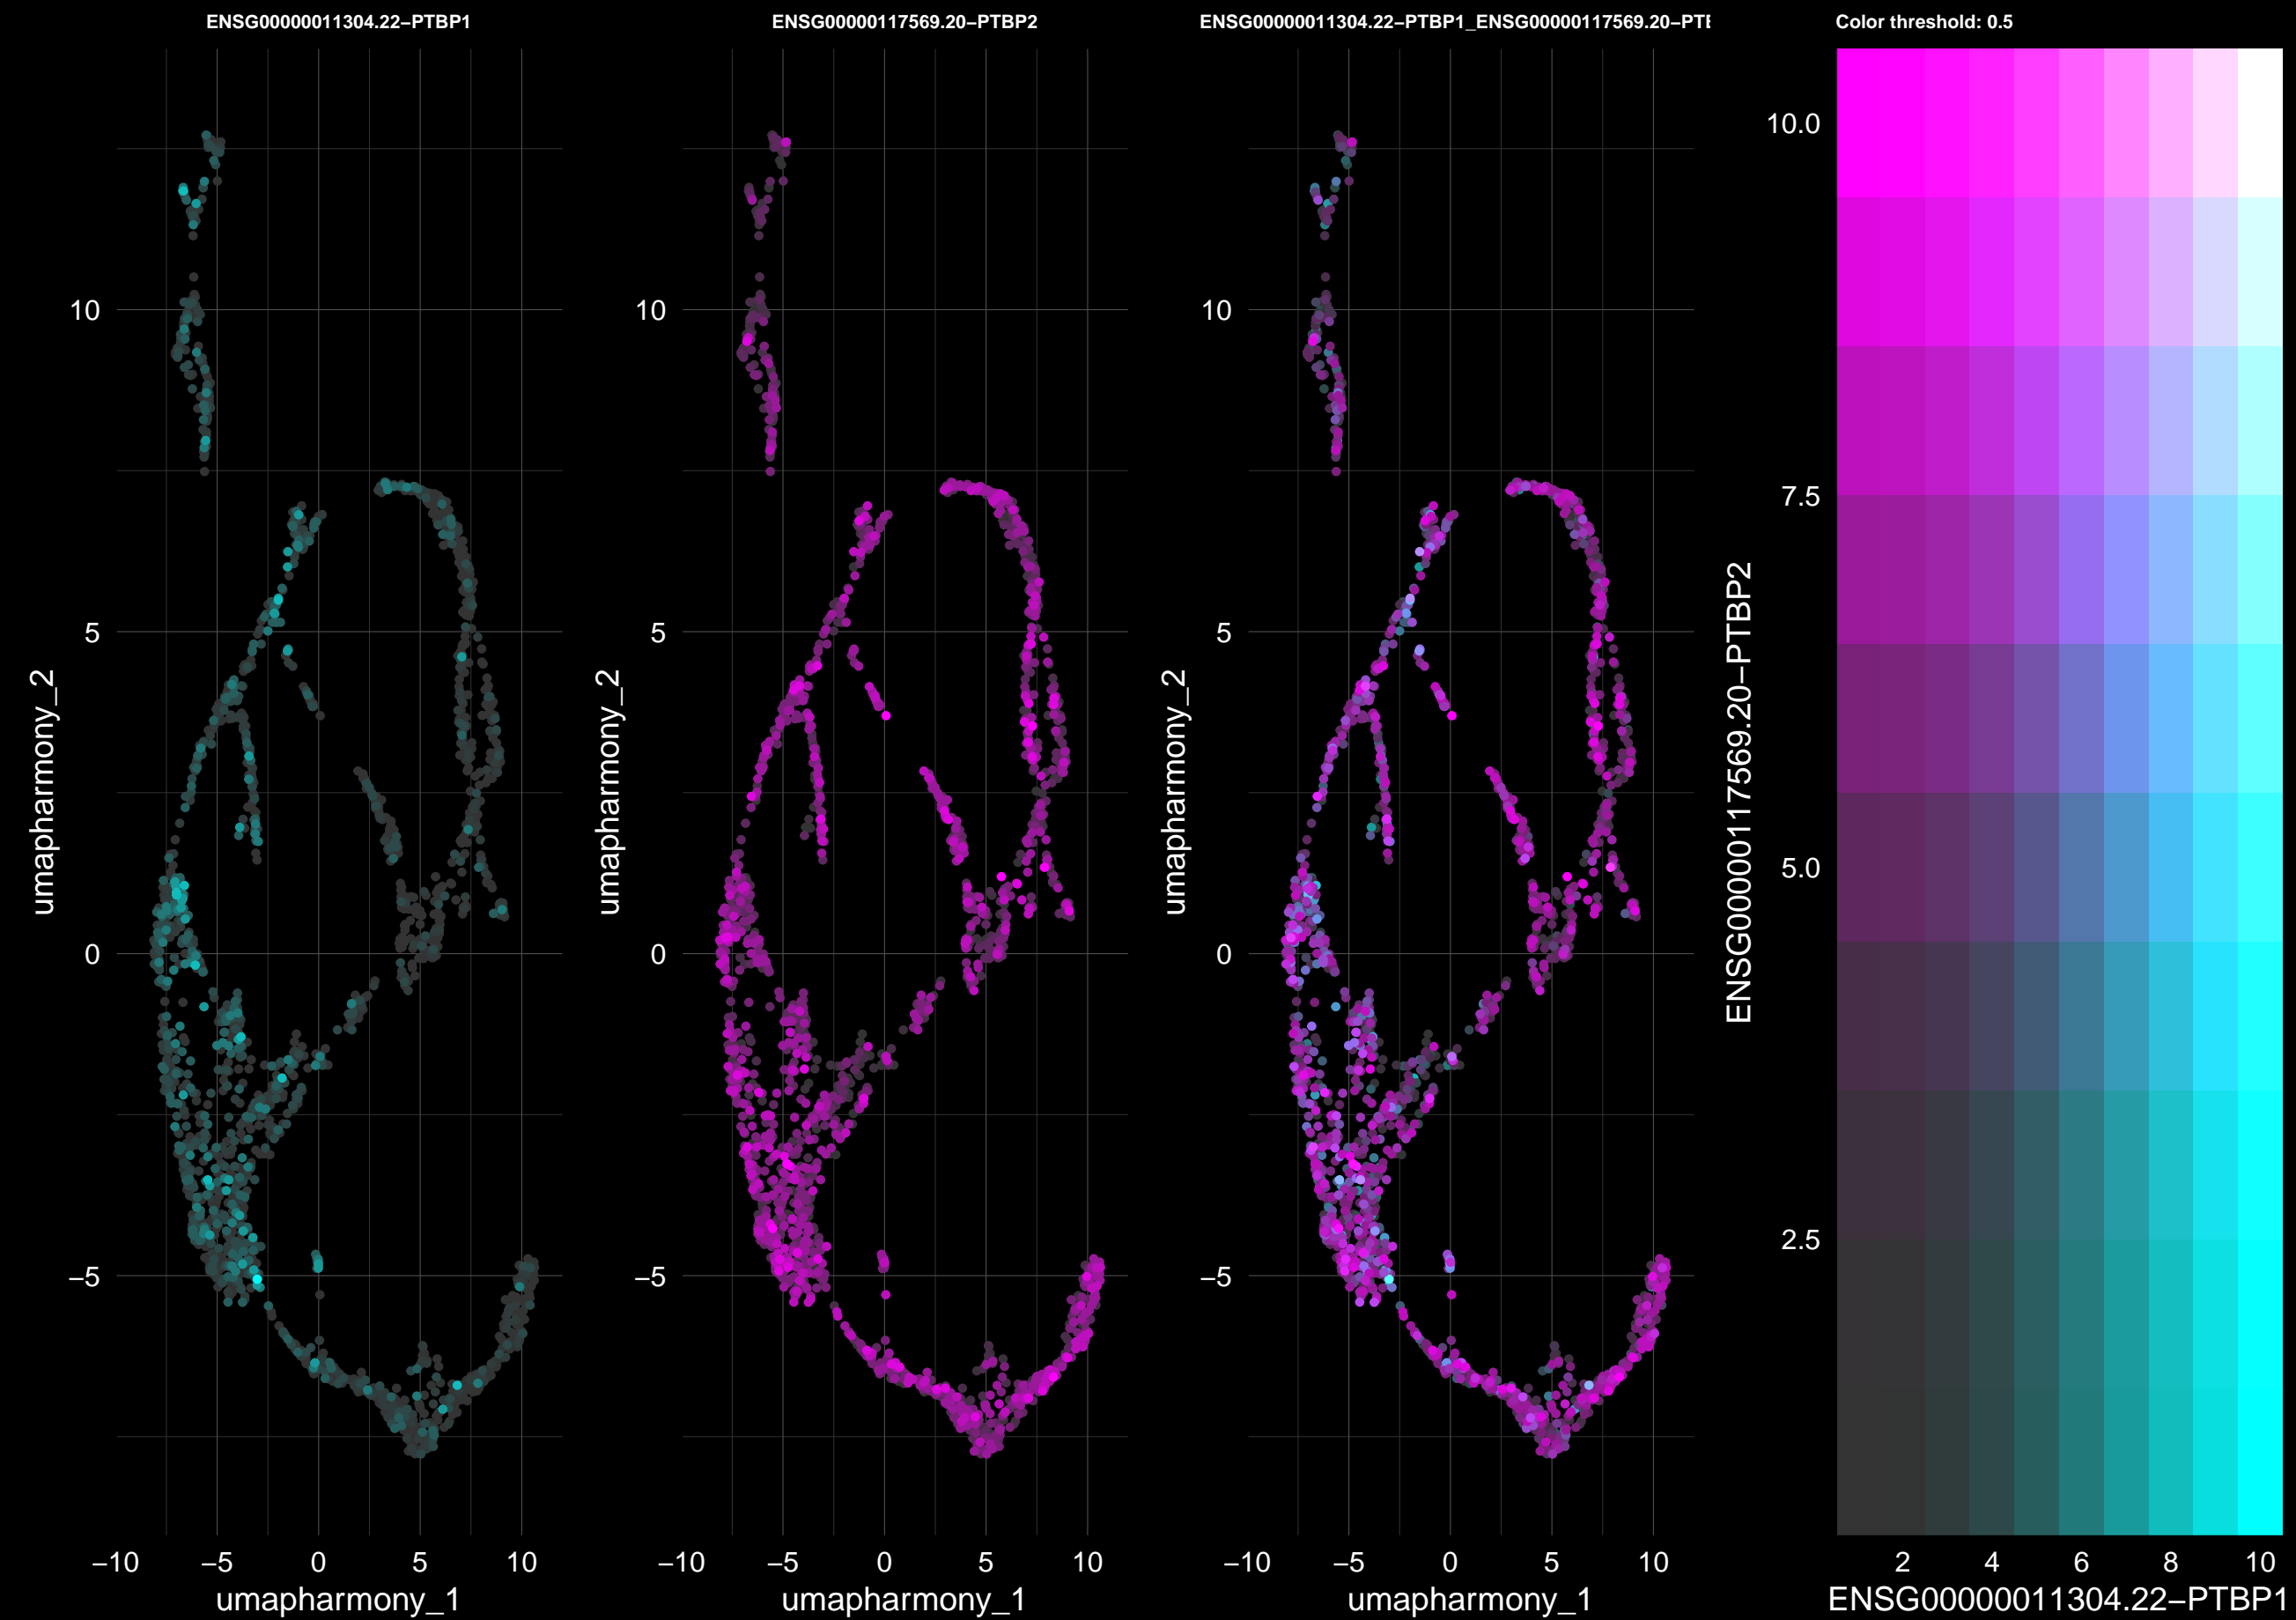 ENSG00000011304.22−PTBP1
ENSG00000117569.20−PTBP2
ENSG00000011304.22−PTBP1_ENSG00000117569.20−PTE
Color threshold: 0.5
umapharmony_2
10
5
0
−5
−10 −5 0 5 10
umapharmony_1
umapharmony_2
10
5
0
−5
−10 −5 0 5 10
umapharmony_1
umapharmony_2
10
5
0
−5
−10 −5 0 5 10
umapharmony_1
ENSG00000117569.20−PTBP2
10.0
7.5
5.0
2.5
2 4 6 8 10
ENSG00000011304.22−PTBP1